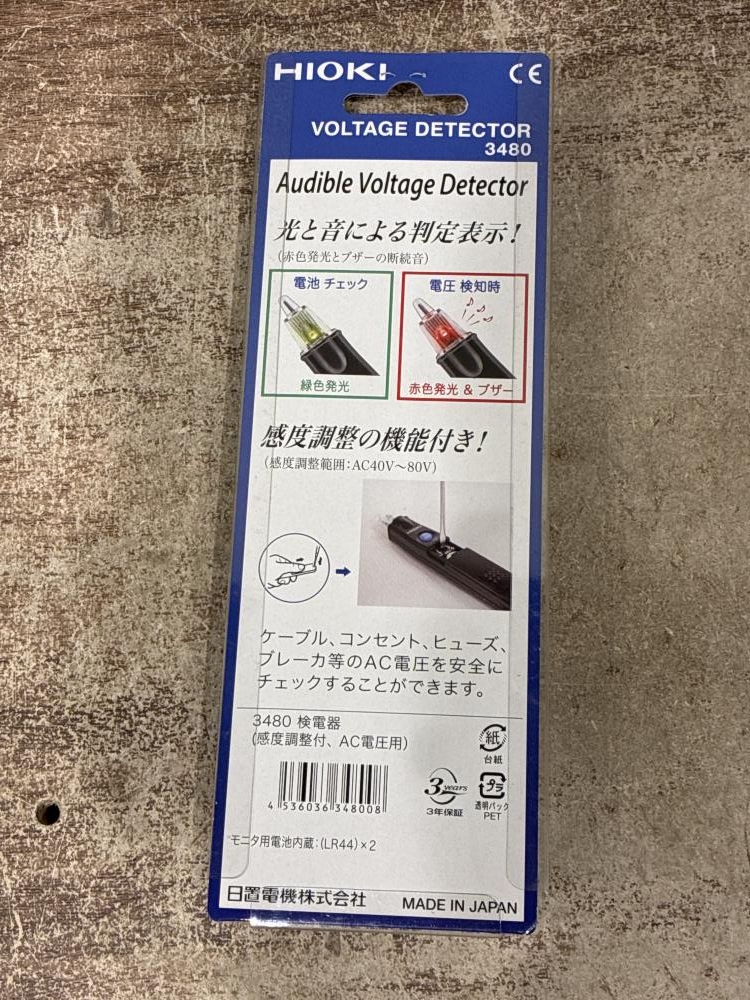 HIOKI
CE
VOLTAGE DETECTOR
3480
Audible Voltage Detector
光と音による判定表示!
(赤色発光とブザーの断続音)
電池 チェック
緑色発光
電圧 検知時
赤色発光 & ブザー
感度調整の機能付き!
(感度調整範囲:AC40V～80V)
ケーブル、コンセント、ヒューズ、
ブレーカ等のAC電圧を安全に
チェックすることができます。
3480 検電器
(感度調整付、AC電圧用)
紙
台紙
4 536036 348008
3years
3年保証
プラ
透明パック
PET
モニタ用電池内蔵:(LR44)×2
日置電機株式会社
MADE IN JAPAN